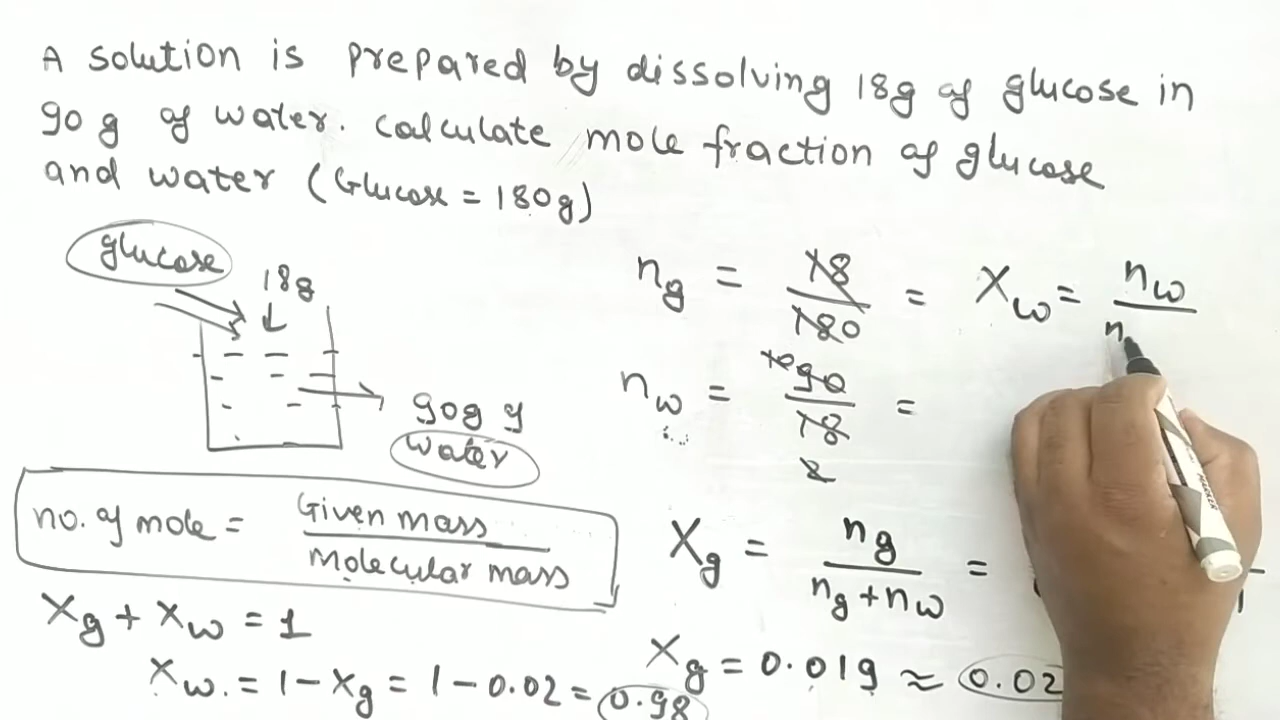 A solution is prepared by dissolving 18g of glucose in
90 g of water. Calculate mole fraction of glucose
and water (Glucose = 180g)
glucose
18g
90g of
water
no. of mole = Given mass / Molecular mass
Xg + Xw = 1
Xw = 1 - Xg = 1 - 0.02 = 0.98
ng = 18/180 =
nw = 90/18 =
Xw = nw / n
Xg = ng / ng + nw =
Xg = 0.019 ≈ 0.02